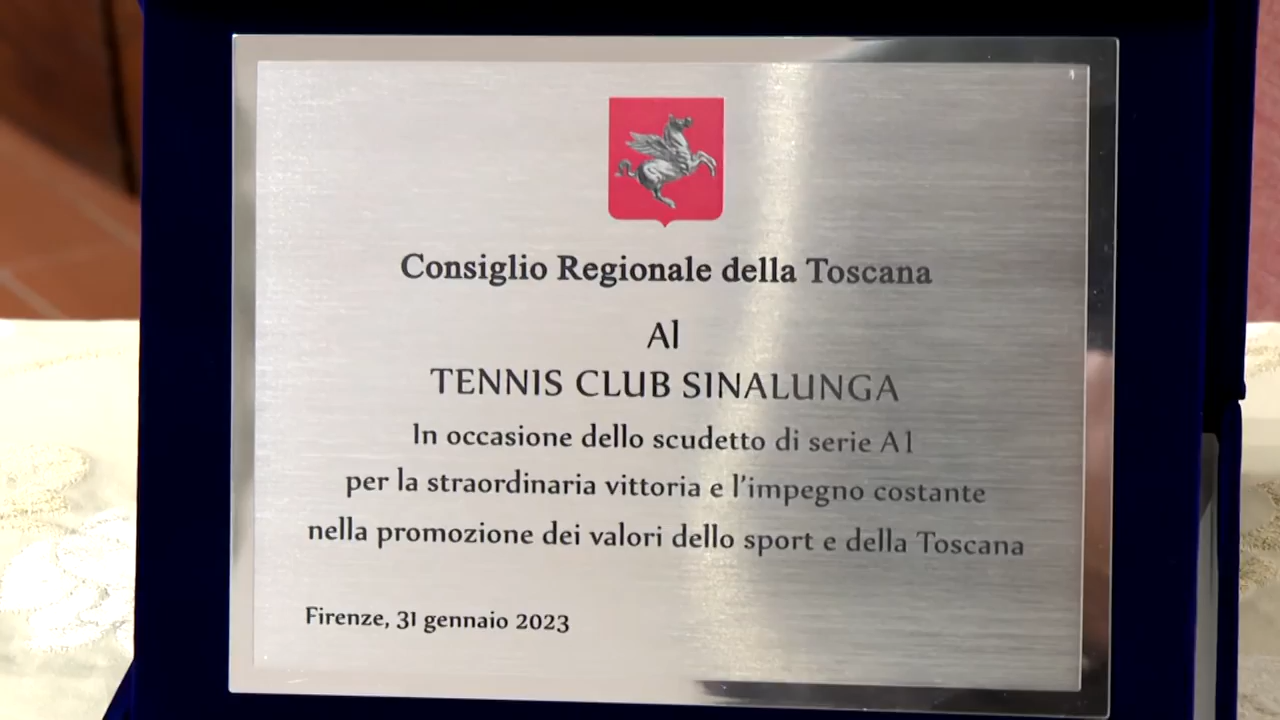 Consiglio Regionale della Toscana
Al
TENNIS CLUB SINALUNGA
In occasione dello scudetto di serie A1
per la straordinaria vittoria e l'impegno costante
nella promozione dei valori dello sport e della Toscana
Firenze, 31 gennaio 2023